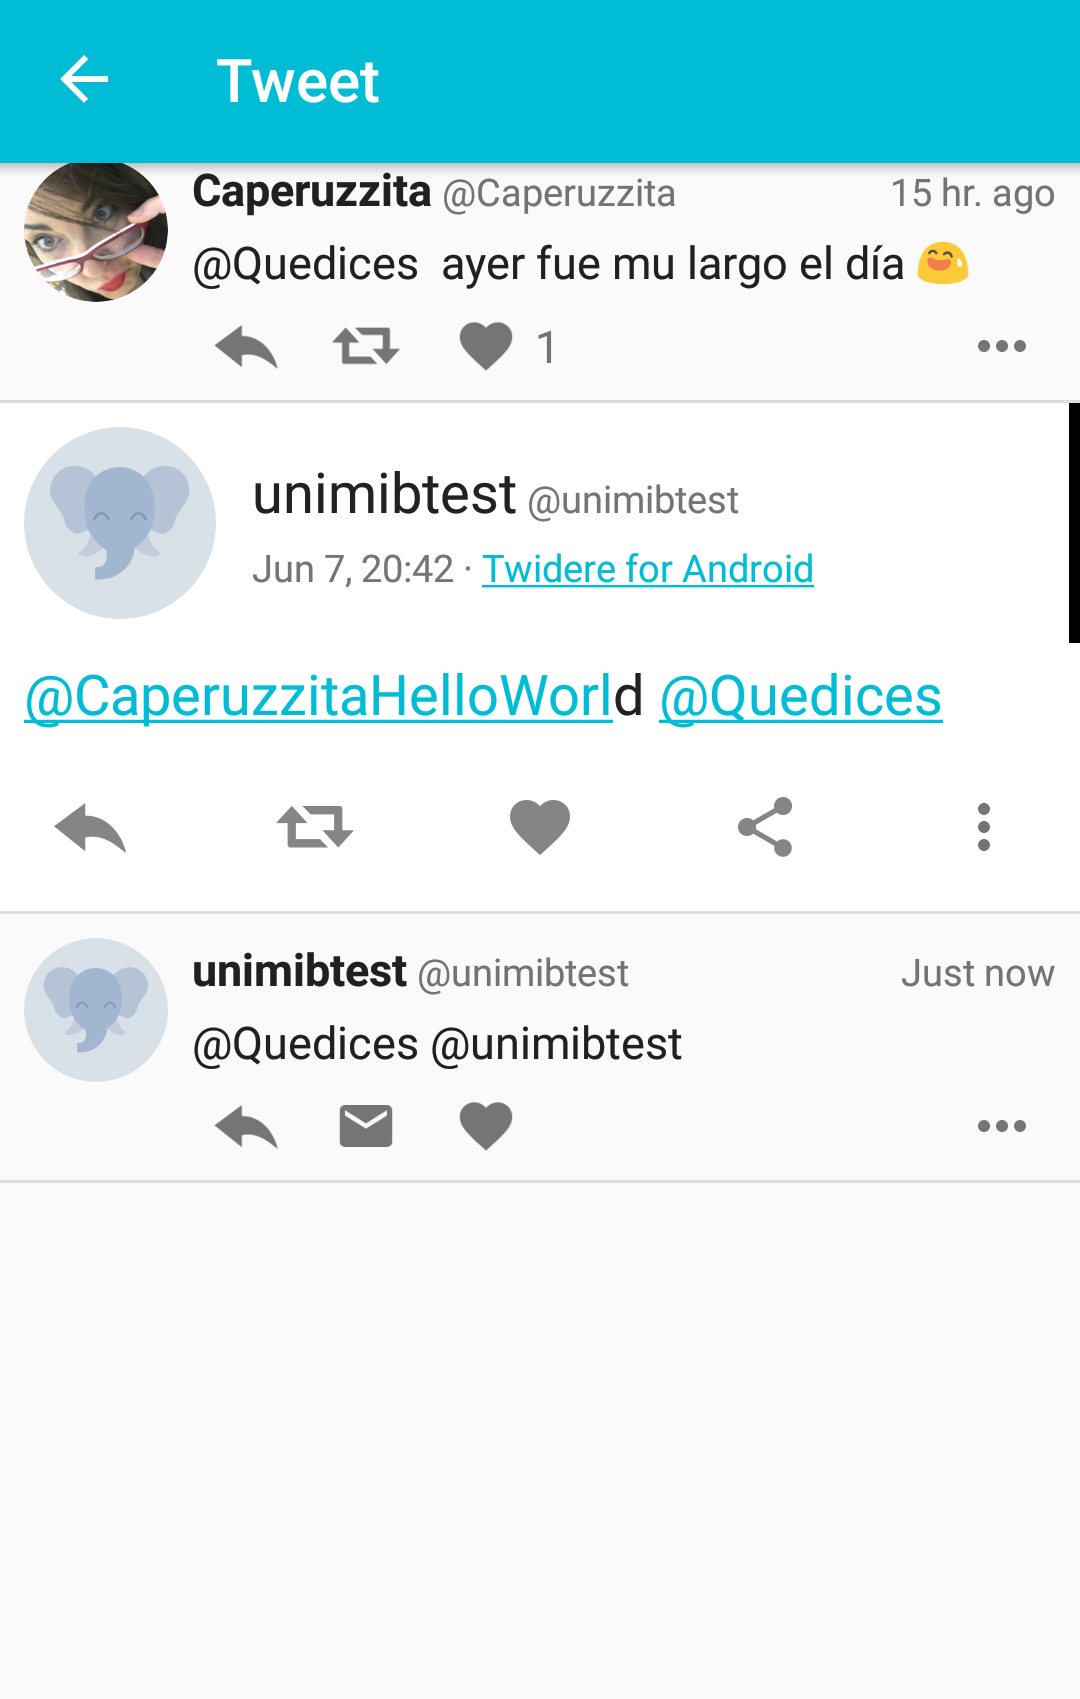 Tweet
Caperuzzita @Caperuzzita 15 hr. ago
@Quedices ayer fue mu largo el día 😅
1
unimibtest @unimibtest
Jun 7, 20:42 · Twidere for Android
@CaperuzzitaHelloWorld @Quedices
unimibtest @unimibtest Just now
@Quedices @unimibtest